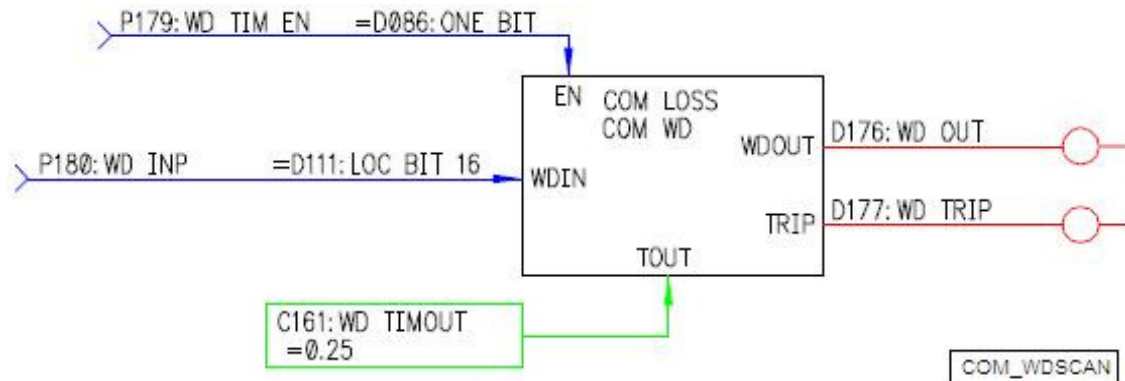 P179: WD TIM EN =D086: ONE BIT
EN COM LOSS
COM WD
WDOUT D176: WD OUT
P180: WD INP =D111: LOC BIT 16
WDIN
TRIP D177: WD TRIP
TOUT
C161: WD TIMOUT
=0.25
COM_WDSCAN